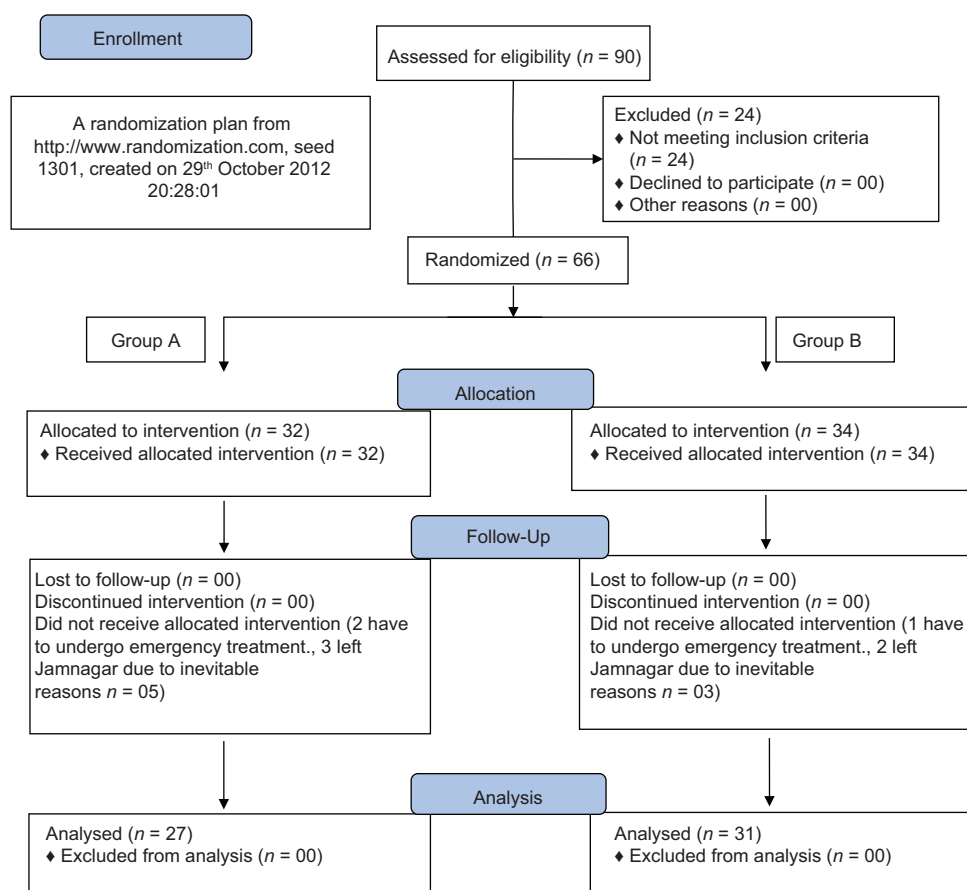 Enrollment
Assessed for eligibility (n = 90)
A randomization plan from
http://www.randomization.com, seed
1301, created on 29th October 2012
20:28:01
Excluded (n = 24)
♦ Not meeting inclusion criteria
(n = 24)
♦ Declined to participate (n = 00)
♦ Other reasons (n = 00)
Randomized (n = 66)
Group A
Group B
Allocation
Allocated to intervention (n = 32)
♦ Received allocated intervention (n = 32)
Allocated to intervention (n = 34)
♦ Received allocated intervention (n = 34)
Follow-Up
Lost to follow-up (n = 00)
Discontinued intervention (n = 00)
Did not receive allocated intervention (2 have
to undergo emergency treatment., 3 left
Jamnagar due to inevitable
reasons n = 05)
Lost to follow-up (n = 00)
Discontinued intervention (n = 00)
Did not receive allocated intervention (1 have
to undergo emergency treatment., 2 left
Jamnagar due to inevitable
reasons n = 03)
Analysis
Analysed (n = 27)
♦ Excluded from analysis (n = 00)
Analysed (n = 31)
♦ Excluded from analysis (n = 00)